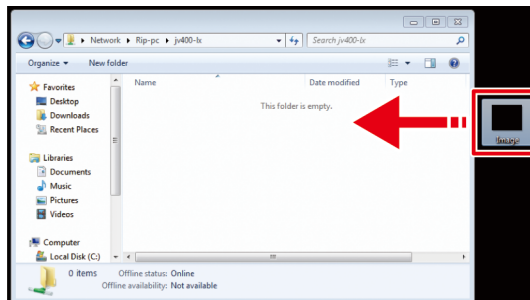 Network ▸ Rip-pc ▸ jv400-lx
Search jv400-lx
Organize
New folder
Name
Date modified
Type
This folder is empty.
Favorites
Desktop
Downloads
Recent Places
Libraries
Documents
Music
Pictures
Videos
Computer
Local Disk (C:)
0 items
Offline status: Online
Offline availability: Not available
Image